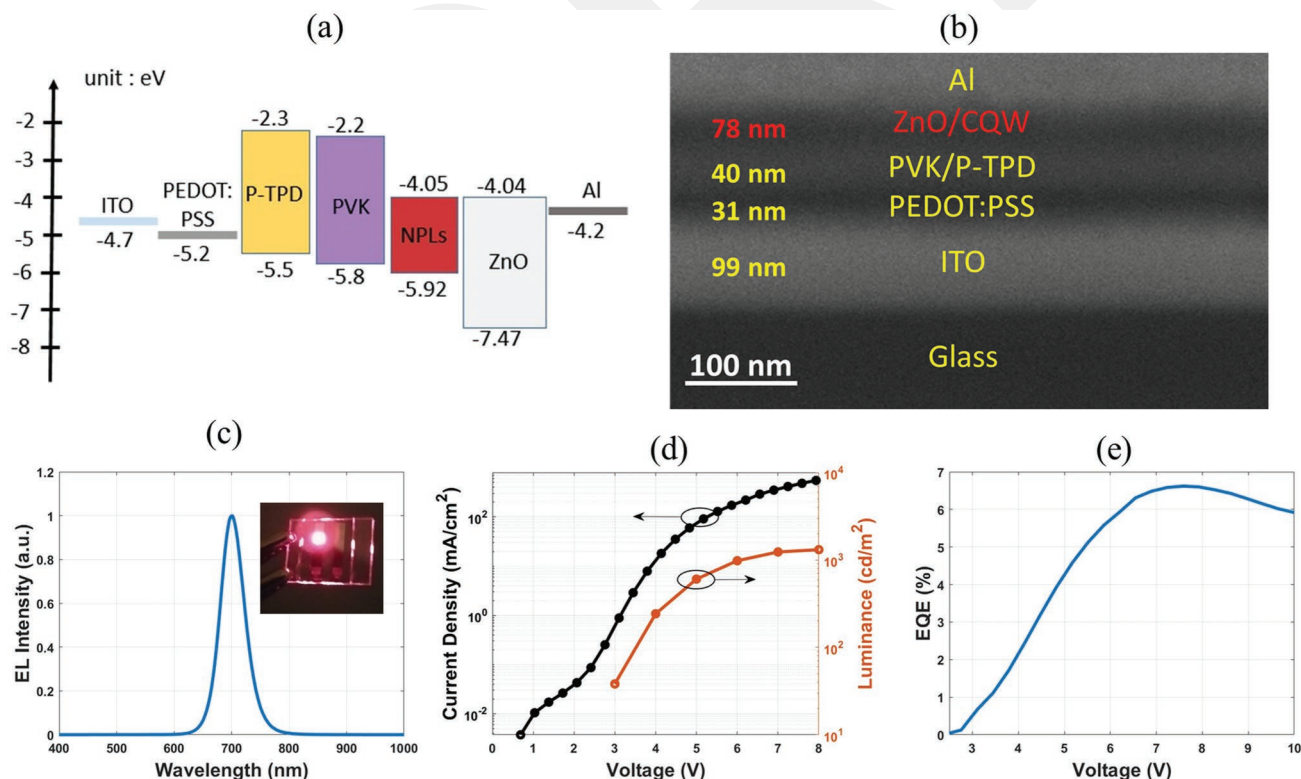 (a)
unit : eV
-2
-3
-4
-5
-6
-7
-8
ITO
-4.7
PEDOT:
PSS
-5.2
-2.3
P-TPD
-5.5
-2.2
PVK
-5.8
-4.05
NPLs
-5.92
-4.04
ZnO
-7.47
Al
-4.2
(b)
Al
78 nm ZnO/CQW
40 nm PVK/P-TPD
31 nm PEDOT:PSS
99 nm ITO
Glass
100 nm
(c)
EL Intensity (a.u.)
1.2
1
0.8
0.6
0.4
0.2
0
400 500 600 700 800 900 1000
Wavelength (nm)
(d)
Current Density (mA/cm²)
10²
10⁰
10⁻²
0 1 2 3 4 5 6 7 8
Voltage (V)
10⁴
10³
10²
10¹
Luminance (cd/m²)
(e)
EQE (%)
7
6
5
4
3
2
1
0
3 4 5 6 7 8 9 10
Voltage (V)